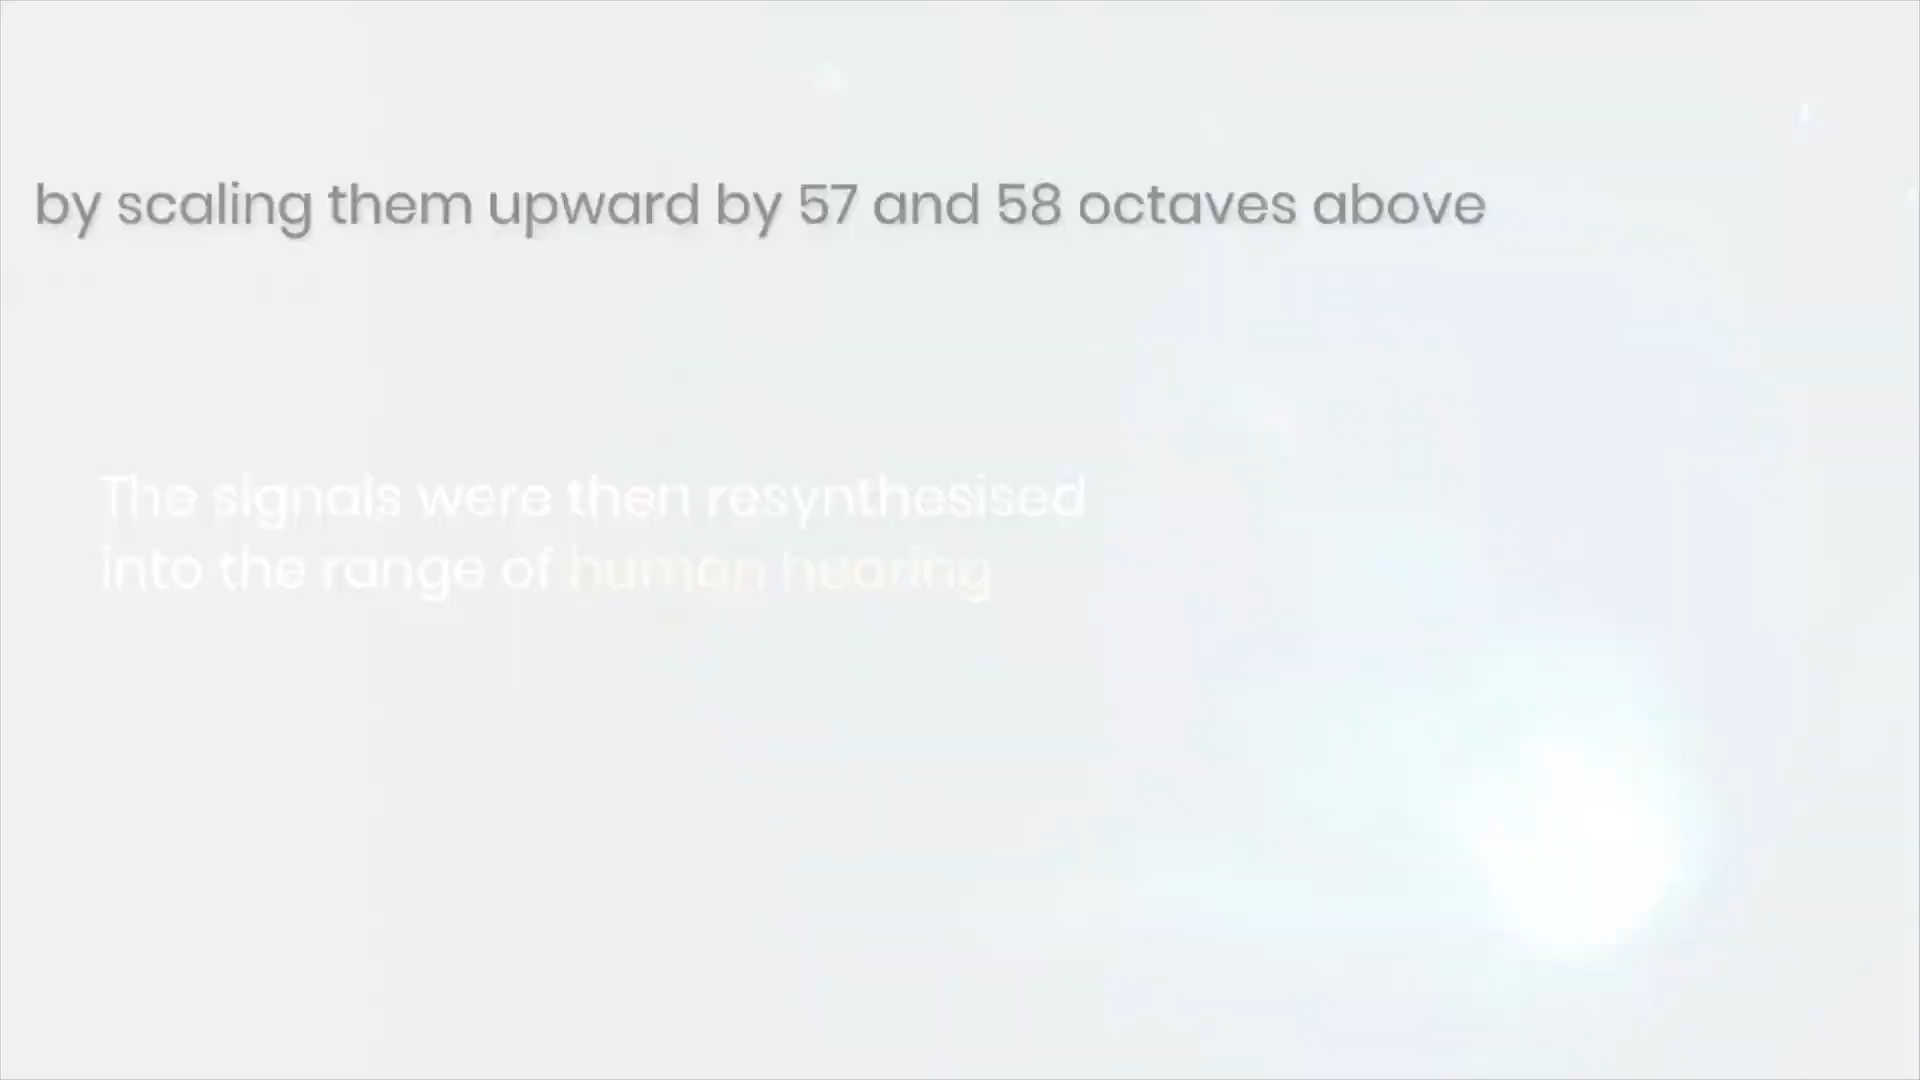 by scaling them upward by 57 and 58 octaves above
The signals were then resynthesised
into the range of human hearing